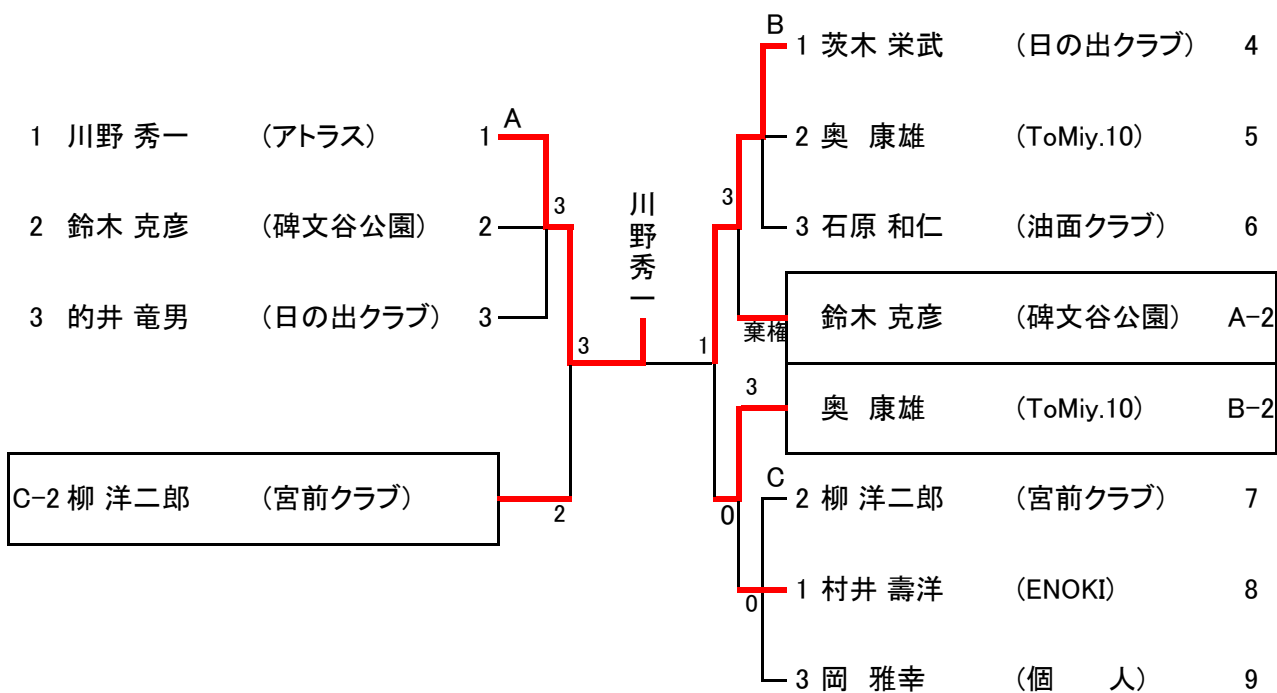 B
1 茨木 栄武 (日の出クラブ) 4
A
1 川野 秀一 (アトラス) 1
2 奥 康雄 (ToMiy.10) 5
3
3
川野秀一
2 鈴木 克彦 (碑文谷公園) 2
3 石原 和仁 (油面クラブ) 6
3 的井 竜男 (日の出クラブ) 3
棄権
鈴木 克彦 (碑文谷公園) A-2
3
1
3
奥 康雄 (ToMiy.10) B-2
C
C-2 柳 洋二郎 (宮前クラブ)
2 柳 洋二郎 (宮前クラブ) 7
2
0
0
1 村井 壽洋 (ENOKI) 8
3 岡 雅幸 (個 人) 9